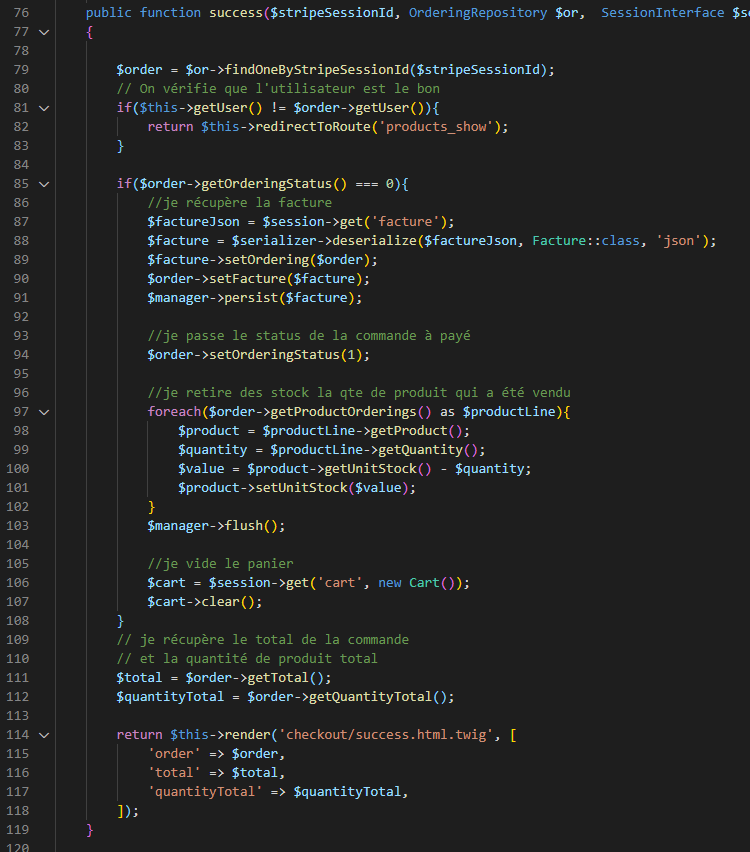 76 public function success($stripeSessionId, OrderingRepository $or,  SessionInterface
77 {
78
79 $order = $or->findOneByStripeSessionId($stripeSessionId);
80 // On vérifie que l'utilisateur est le bon
81 if($this->getUser() != $order->getUser()){
82 return $this->redirectToRoute('products_show');
83 }
84
85 if($order->getOrderingStatus() === 0){
86 //je récupère la facture
87 $factureJson = $session->get('facture');
88 $facture = $serializer->deserialize($factureJson, Facture::class, 'json');
89 $facture->setOrdering($order);
90 $order->setFacture($facture);
91 $manager->persist($facture);
92
93 //je passe le status de la commande à payé
94 $order->setOrderingStatus(1);
95
96 //je retire des stock la qte de produit qui a été vendu
97 foreach($order->getProductOrderings() as $productLine){
98 $product = $productLine->getProduct();
99 $quantity = $productLine->getQuantity();
100 $value = $product->getUnitStock() - $quantity;
101 $product->setUnitStock($value);
102 }
103 $manager->flush();
104
105 //je vide le panier
106 $cart = $session->get('cart', new Cart());
107 $cart->clear();
108 }
109 // je récupère le total de la commande
110 // et la quantité de produit total
111 $total = $order->getTotal();
112 $quantityTotal = $order->getQuantityTotal();
113
114 return $this->render('checkout/success.html.twig', [
115 'order' => $order,
116 'total' => $total,
117 'quantityTotal' => $quantityTotal,
118 ]);
119 }
120